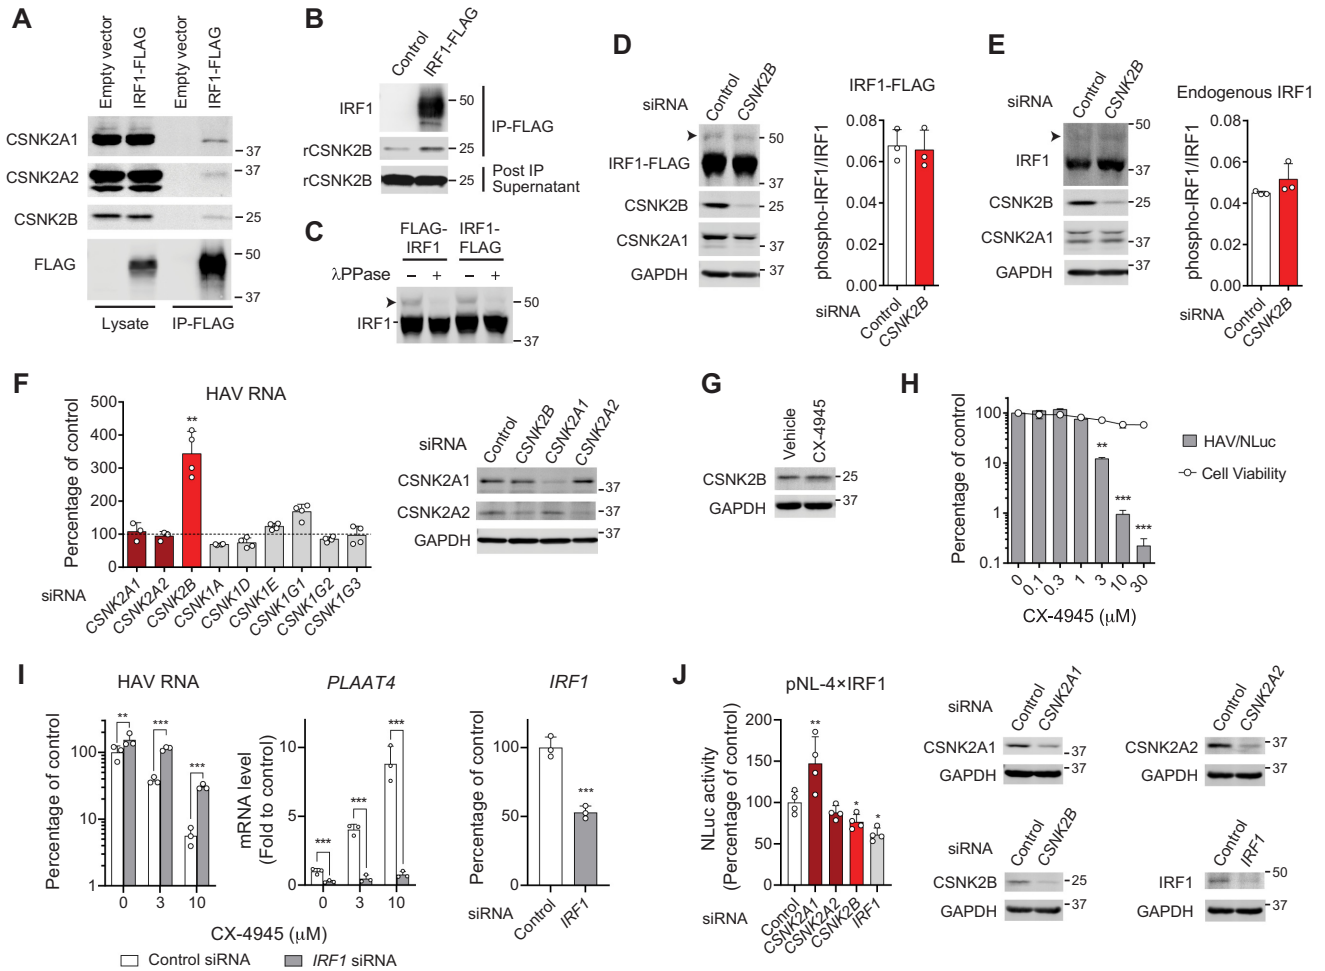 A
Empty vector
IRF1-FLAG
Empty vector
IRF1-FLAG
CSNK2A1
37
CSNK2A2
37
CSNK2B
25
FLAG
50
37
Lysate
IP-FLAG
B
Control
IRF1-FLAG
IRF1
50
IP-FLAG
rCSNK2B
25
rCSNK2B
25
Post IP
Supernatant
C
FLAG-
IRF1
IRF1-
FLAG
λPPase
–
+
–
+
50
IRF1
37
D
siRNA
Control
CSNK2B
50
IRF1-FLAG
37
CSNK2B
25
CSNK2A1
37
GAPDH
37
IRF1-FLAG
phospho-IRF1/IRF1
0.08
0.06
0.04
0.02
0.00
siRNA
Control
CSNK2B
E
siRNA
Control
CSNK2B
50
IRF1
37
CSNK2B
25
CSNK2A1
37
GAPDH
37
Endogenous IRF1
phospho-IRF1/IRF1
0.08
0.06
0.04
0.02
0.00
siRNA
Control
CSNK2B
F
HAV RNA
Percentage of control
500
400
300
200
100
0
**
siRNA
CSNK2A1
CSNK2A2
CSNK2B
CSNK1A
CSNK1D
CSNK1E
CSNK1G1
CSNK1G2
CSNK1G3
siRNA
Control
CSNK2B
CSNK2A1
CSNK2A2
CSNK2A1
37
CSNK2A2
37
GAPDH
37
G
Vehicle
CX-4945
CSNK2B
25
GAPDH
37
H
Percentage of control
100
10
1
0.1
**
***
***
0
0.1
0.3
1
3
10
30
CX-4945 (μM)
HAV/NLuc
Cell Viability
I
HAV RNA
Percentage of control
100
10
1
**
***
***
0
3
10
PLAAT4
mRNA level
(Fold to control)
10
5
0
***
***
***
0
3
10
CX-4945 (μM)
Control siRNA
IRF1 siRNA
IRF1
Percentage of control
100
50
0
***
siRNA
Control
IRF1
J
pNL-4×IRF1
NLuc activity
(Percentage of control)
200
150
100
50
0
**
*
*
siRNA
Control
CSNK2A1
CSNK2A2
CSNK2B
IRF1
siRNA
Control
CSNK2A1
CSNK2A1
37
GAPDH
37
siRNA
Control
CSNK2A2
CSNK2A2
37
GAPDH
37
siRNA
Control
CSNK2B
CSNK2B
25
GAPDH
37
siRNA
Control
IRF1
IRF1
50
GAPDH
37